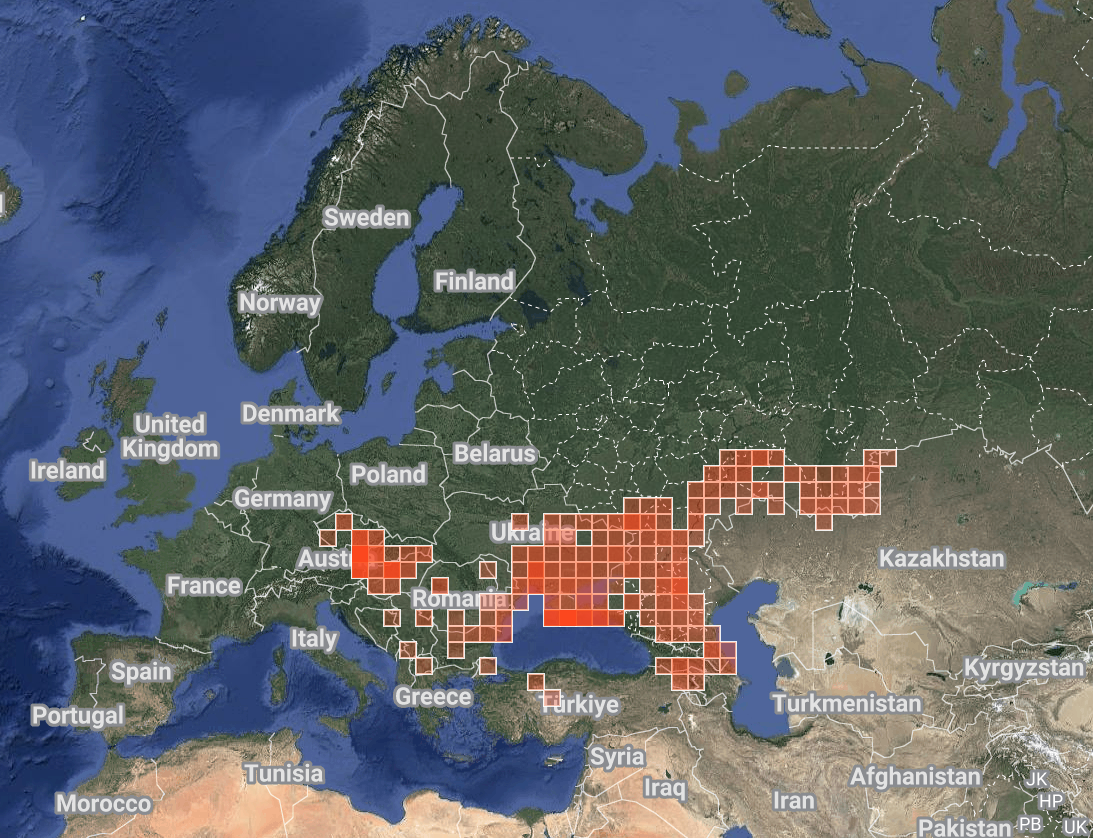 Sweden
Finland
Norway
Denmark
United
Kingdom
Ireland
Belarus
Poland
Germany
Ukraine
Austr
Kazakhstan
France
Romania
Italy
Kyrgyzstan
Spain
Greece
Türkiye
Turkmenistan
Portugal
Syria
Tunisia
Afghanistan
JK
Iraq
Iran
HP
Morocco
Pakistan
PB
UK